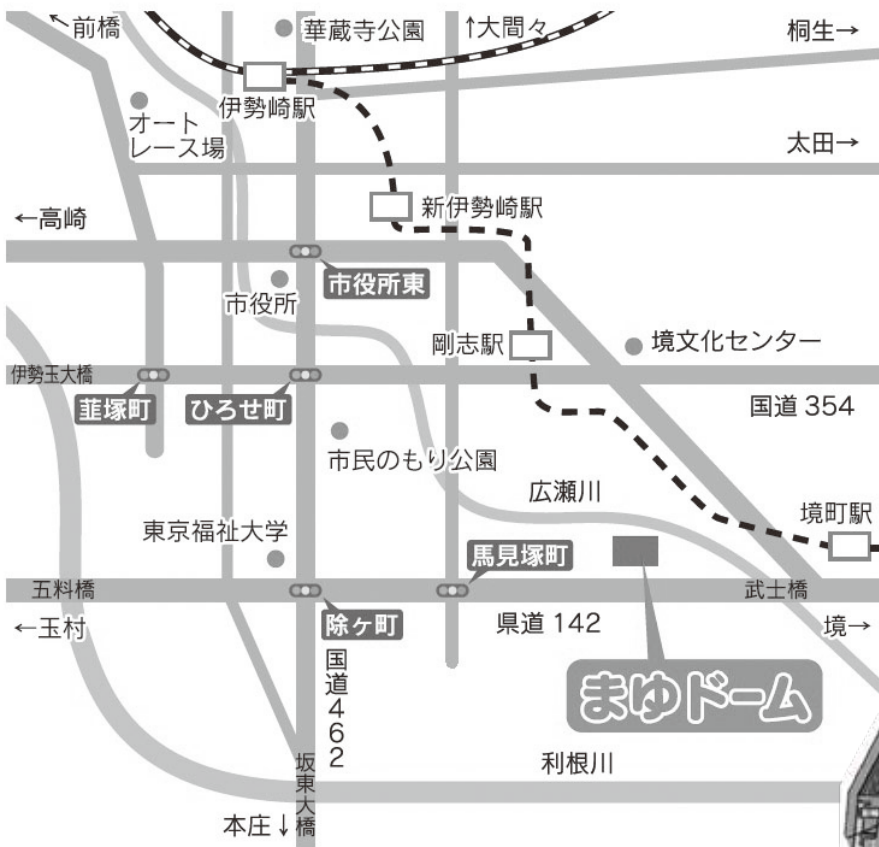 前橋
華蔵寺公園
↑大間々
桐生→
伊勢崎駅
オート
レース場
太田→
新伊勢崎駅
←高崎
市役所東
市役所
剛志駅
境文化センター
伊勢玉大橋
韮塚町
ひろせ町
国道354
市民のもり公園
広瀬川
東京福祉大学
境町駅
馬見塚町
五料橋
武士橋
←玉村
除ヶ町
県道142
境→
国道462
まゆドーム
利根川
坂東大橋
本庄↓